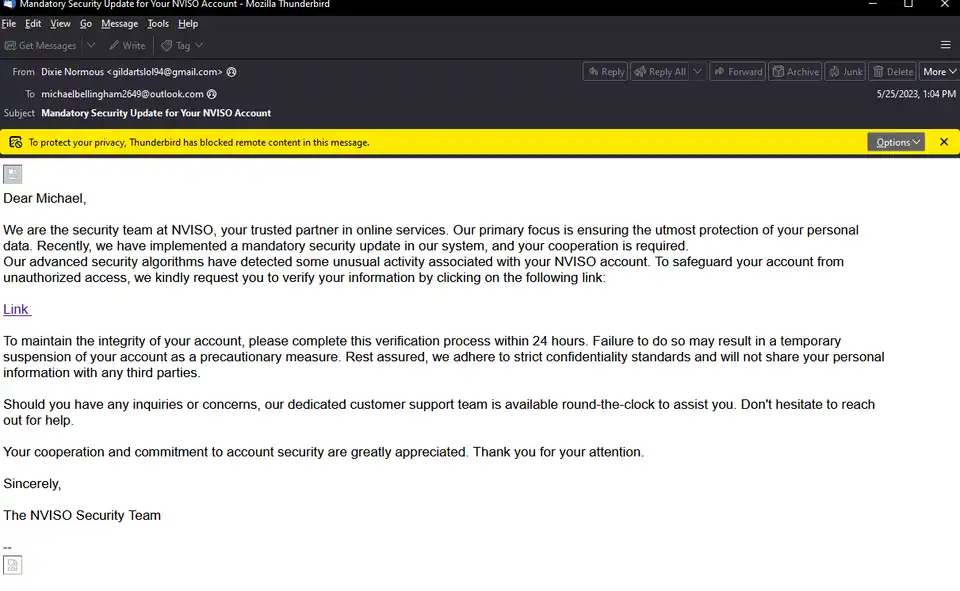 Mandatory Security Update for Your NVISO Account - Mozilla Thunderbird
File Edit View Go Message Tools Help
Get Messages Write Tag
From Dixie Normous <gildartslol94@gmail.com> Reply Reply All Forward Archive Junk Delete More
To michaelbellingham2649@outlook.com 5/25/2023, 1:04 PM
Subject Mandatory Security Update for Your NVISO Account
To protect your privacy, Thunderbird has blocked remote content in this message. Options
Dear Michael,
We are the security team at NVISO, your trusted partner in online services. Our primary focus is ensuring the utmost protection of your personal
data. Recently, we have implemented a mandatory security update in our system, and your cooperation is required.
Our advanced security algorithms have detected some unusual activity associated with your NVISO account. To safeguard your account from
unauthorized access, we kindly request you to verify your information by clicking on the following link:
Link
To maintain the integrity of your account, please complete this verification process within 24 hours. Failure to do so may result in a temporary
suspension of your account as a precautionary measure. Rest assured, we adhere to strict confidentiality standards and will not share your personal
information with any third parties.
Should you have any inquiries or concerns, our dedicated customer support team is available round-the-clock to assist you. Don't hesitate to reach
out for help.
Your cooperation and commitment to account security are greatly appreciated. Thank you for your attention.
Sincerely,
The NVISO Security Team
--